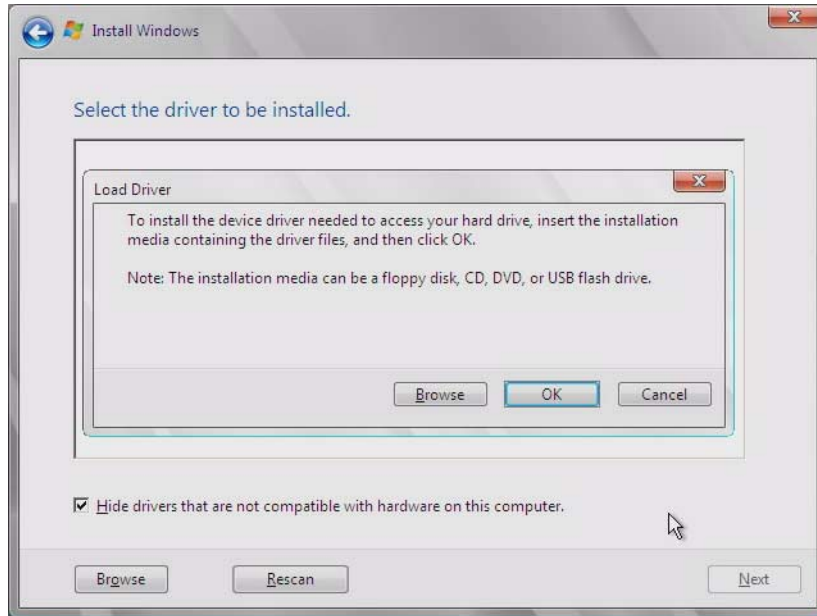 Install Windows
Select the driver to be installed.
Load Driver
To install the device driver needed to access your hard drive, insert the installation
media containing the driver files, and then click OK.
Note: The installation media can be a floppy disk, CD, DVD, or USB flash drive.
Browse OK Cancel
Hide drivers that are not compatible with hardware on this computer.
Browse Rescan Next